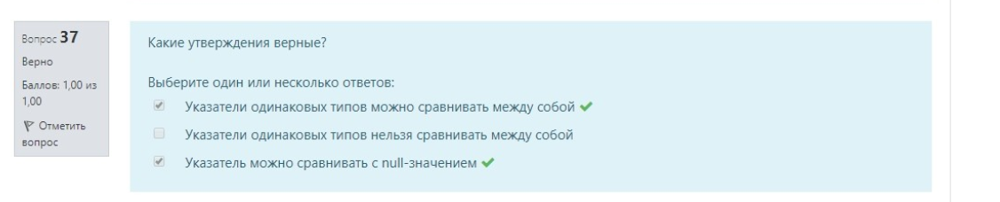 Вопрос 37
Верно
Баллов: 1,00 из
1,00
Отметить
вопрос
Какие утверждения верные?
Выберите один или несколько ответов:
Указатели одинаковых типов можно сравнивать между собой
Указатели одинаковых типов нельзя сравнивать между собой
Указатель можно сравнивать с null-значением